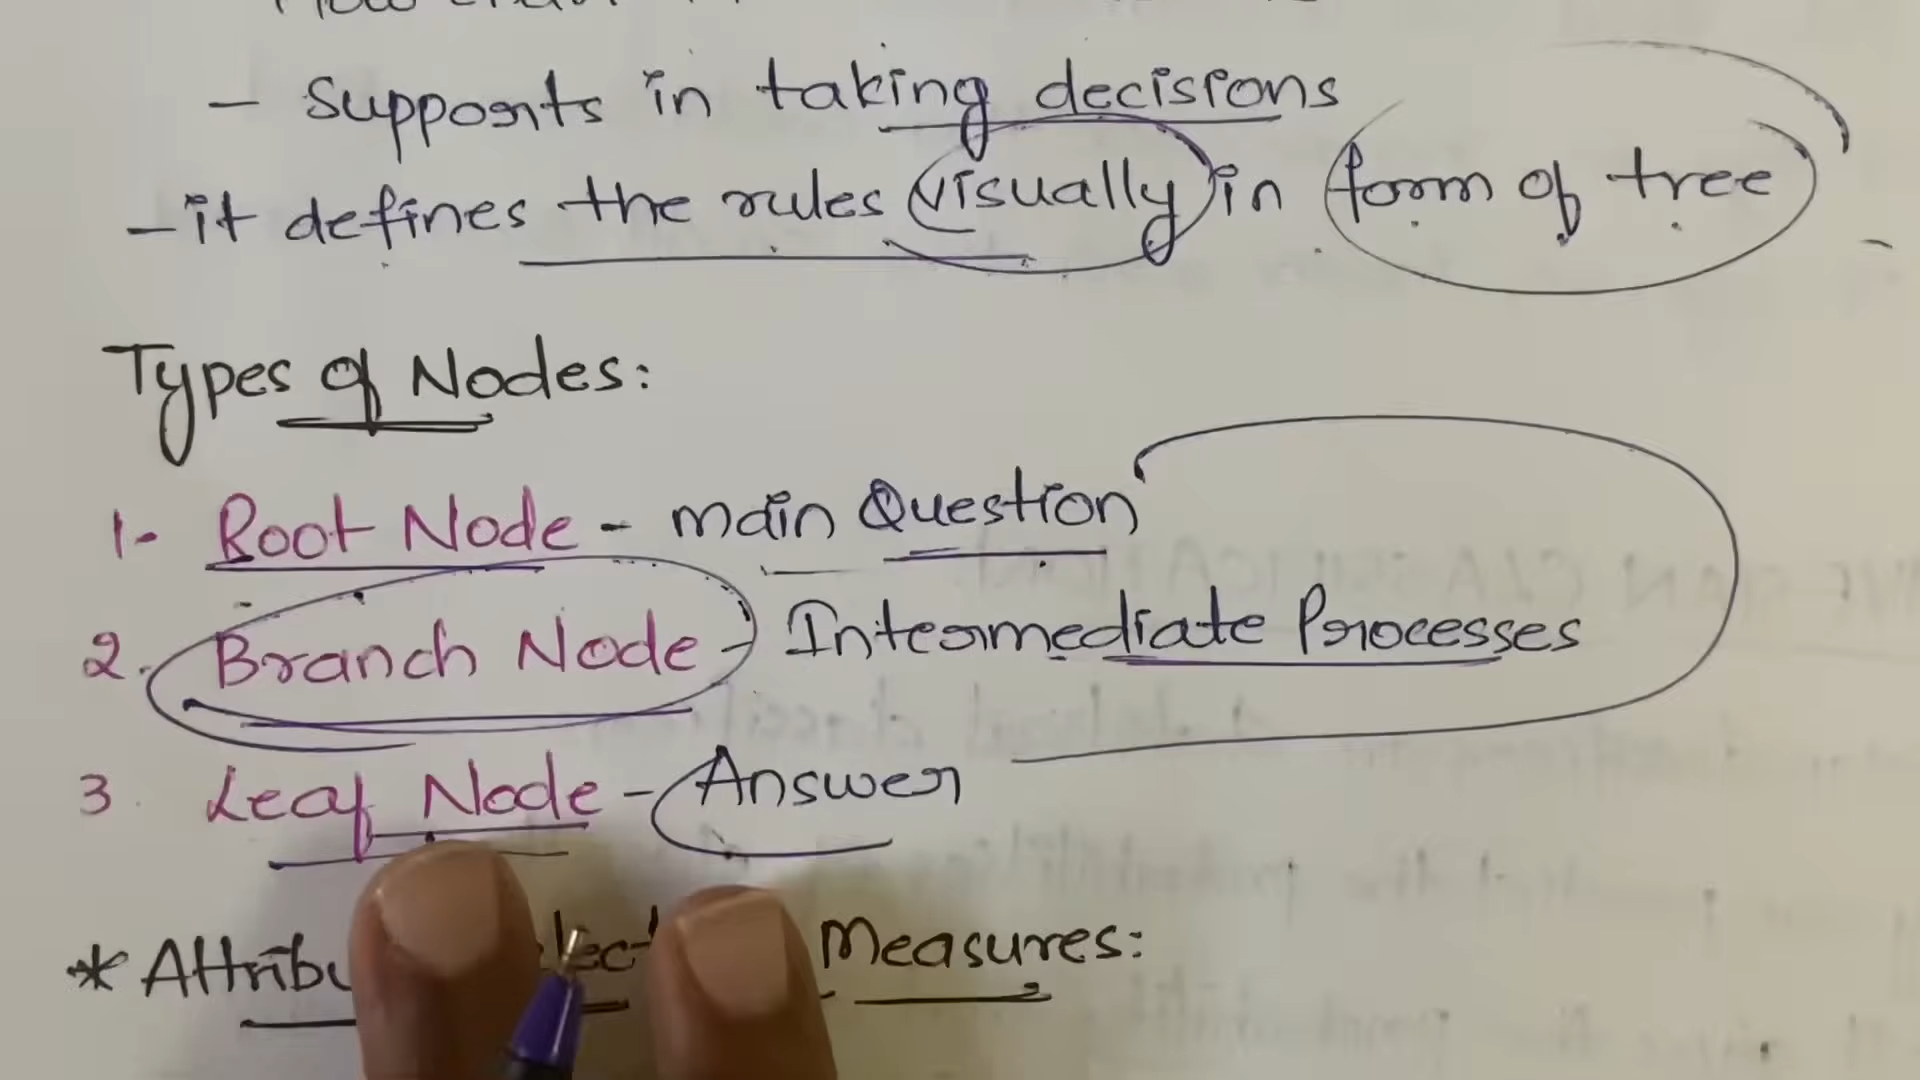 - supports in taking decisions
- it defines the rules visually in form of tree
Types of Nodes:
1- Root Node - main Question
2. Branch Node - Intermediate Processes
3. Leaf Node - Answer
* Measures: